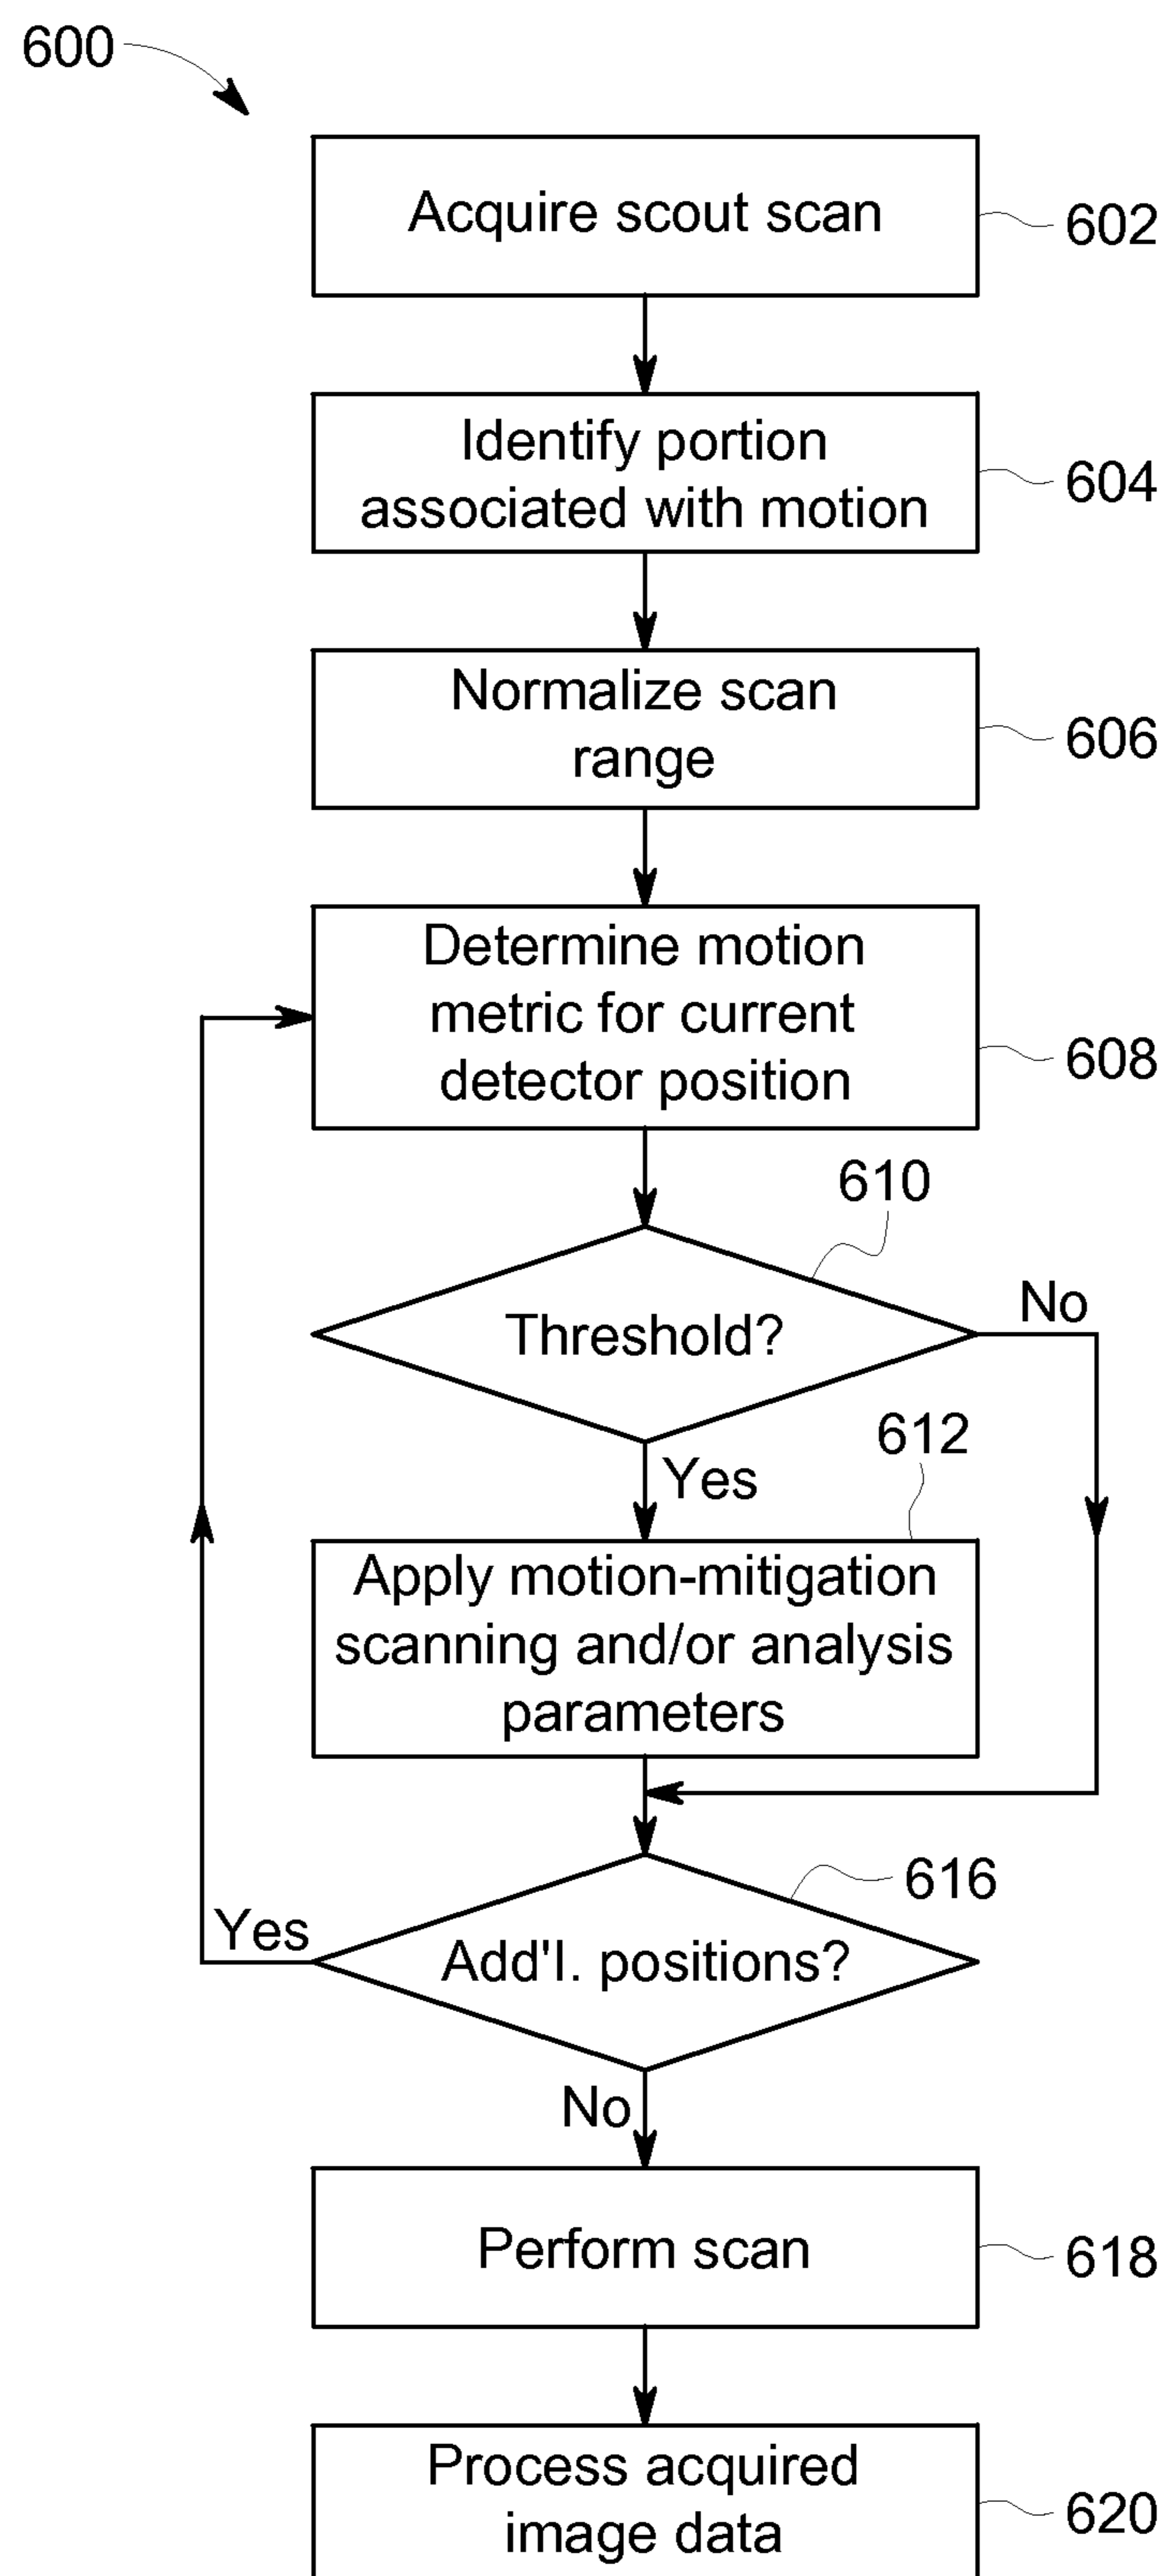 600
Acquire scout scan
602
Identify portion
associated with motion
604
Normalize scan
range
606
Determine motion
metric for current
detector position
608
610
Threshold?
No
Yes
612
Apply motion-mitigation
scanning and/or analysis
parameters
616
Add'l. positions?
Yes
No
Perform scan
618
Process acquired
image data
620